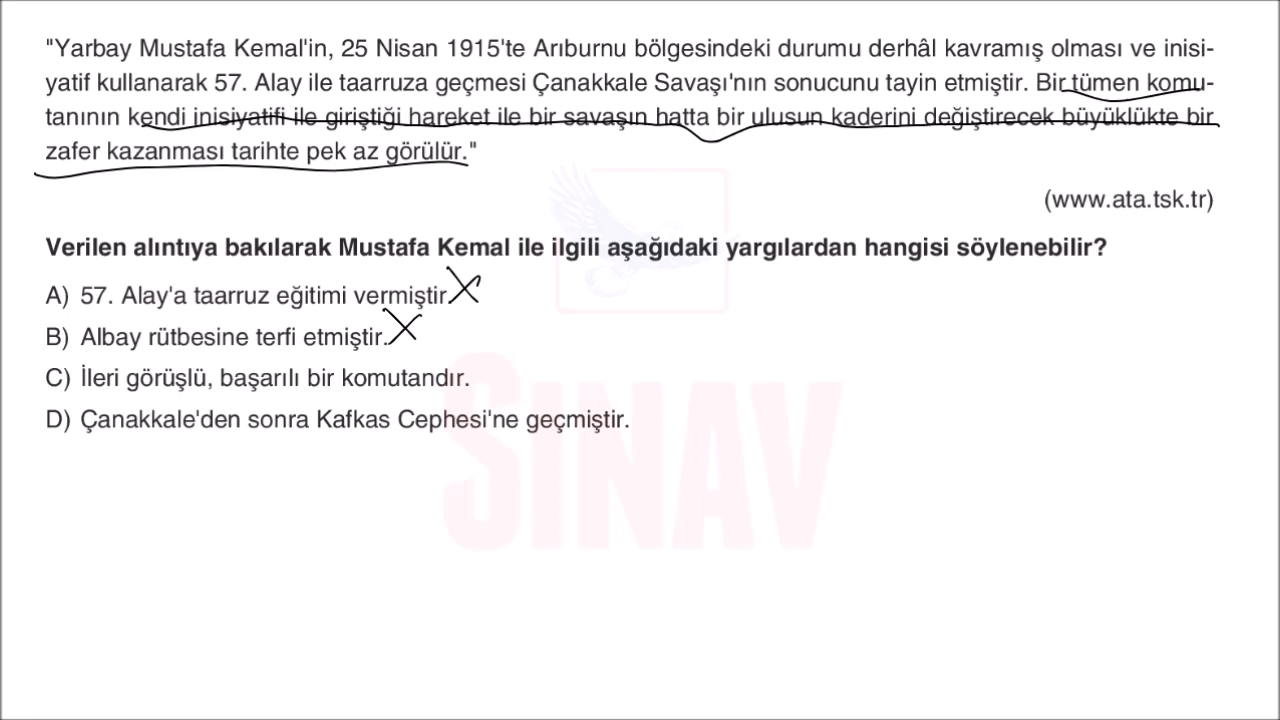 "Yarbay Mustafa Kemal'in, 25 Nisan 1915'te Arıburnu bölgesindeki durumu derhâl kavramış olması ve inisi-
yatif kullanarak 57. Alay ile taarruza geçmesi Çanakkale Savaşı'nın sonucunu tayin etmiştir. Bir tümen komu-
tanının kendi inisiyatifi ile giriştiği hareket ile bir savaşın hatta bir ulusun kaderini değiştirecek büyüklükte bir
zafer kazanması tarihte pek az görülür."
(www.ata.tsk.tr)
Verilen alıntıya bakılarak Mustafa Kemal ile ilgili aşağıdaki yargılardan hangisi söylenebilir?
A) 57. Alay'a taarruz eğitimi vermiştir.
B) Albay rütbesine terfi etmiştir.
C) İleri görüşlü, başarılı bir komutandır.
D) Çanakkale'den sonra Kafkas Cephesi'ne geçmiştir.
SINAV